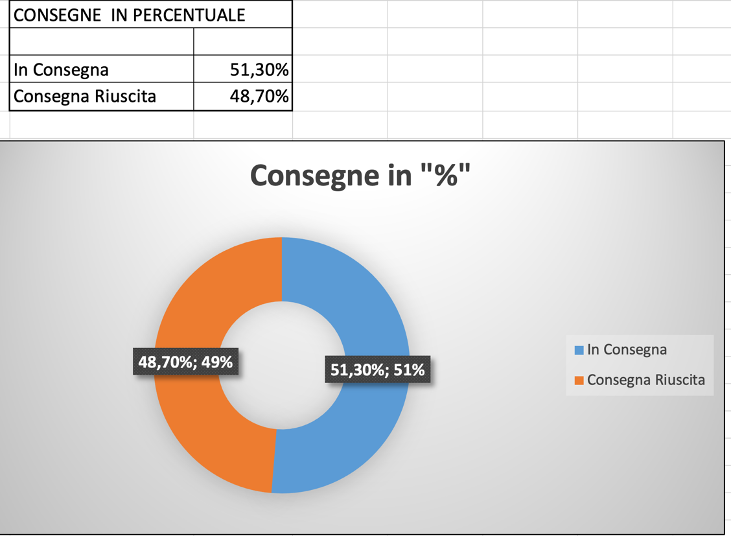 CONSEGNE  IN PERCENTUALE
In Consegna 51,30%
Consegna Riuscita 48,70%
Consegne in "%"
48,70%; 49%
51,30%; 51%
In Consegna
Consegna Riuscita